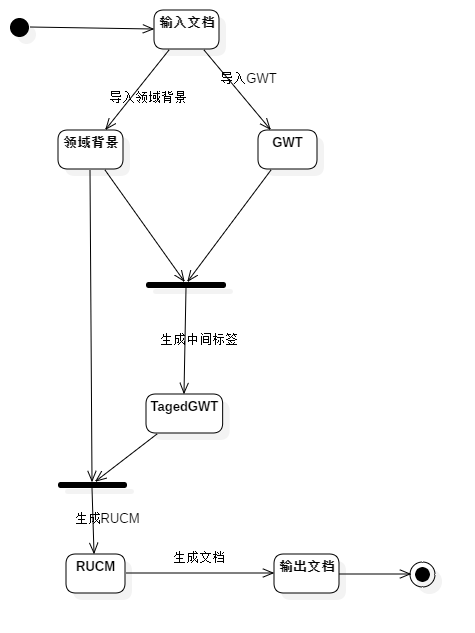 输入文档
导入GWT
导入领域背景
领域背景
GWT
生成中间标签
TagedGWT
生成RUCM
RUCM
生成文档
输出文档